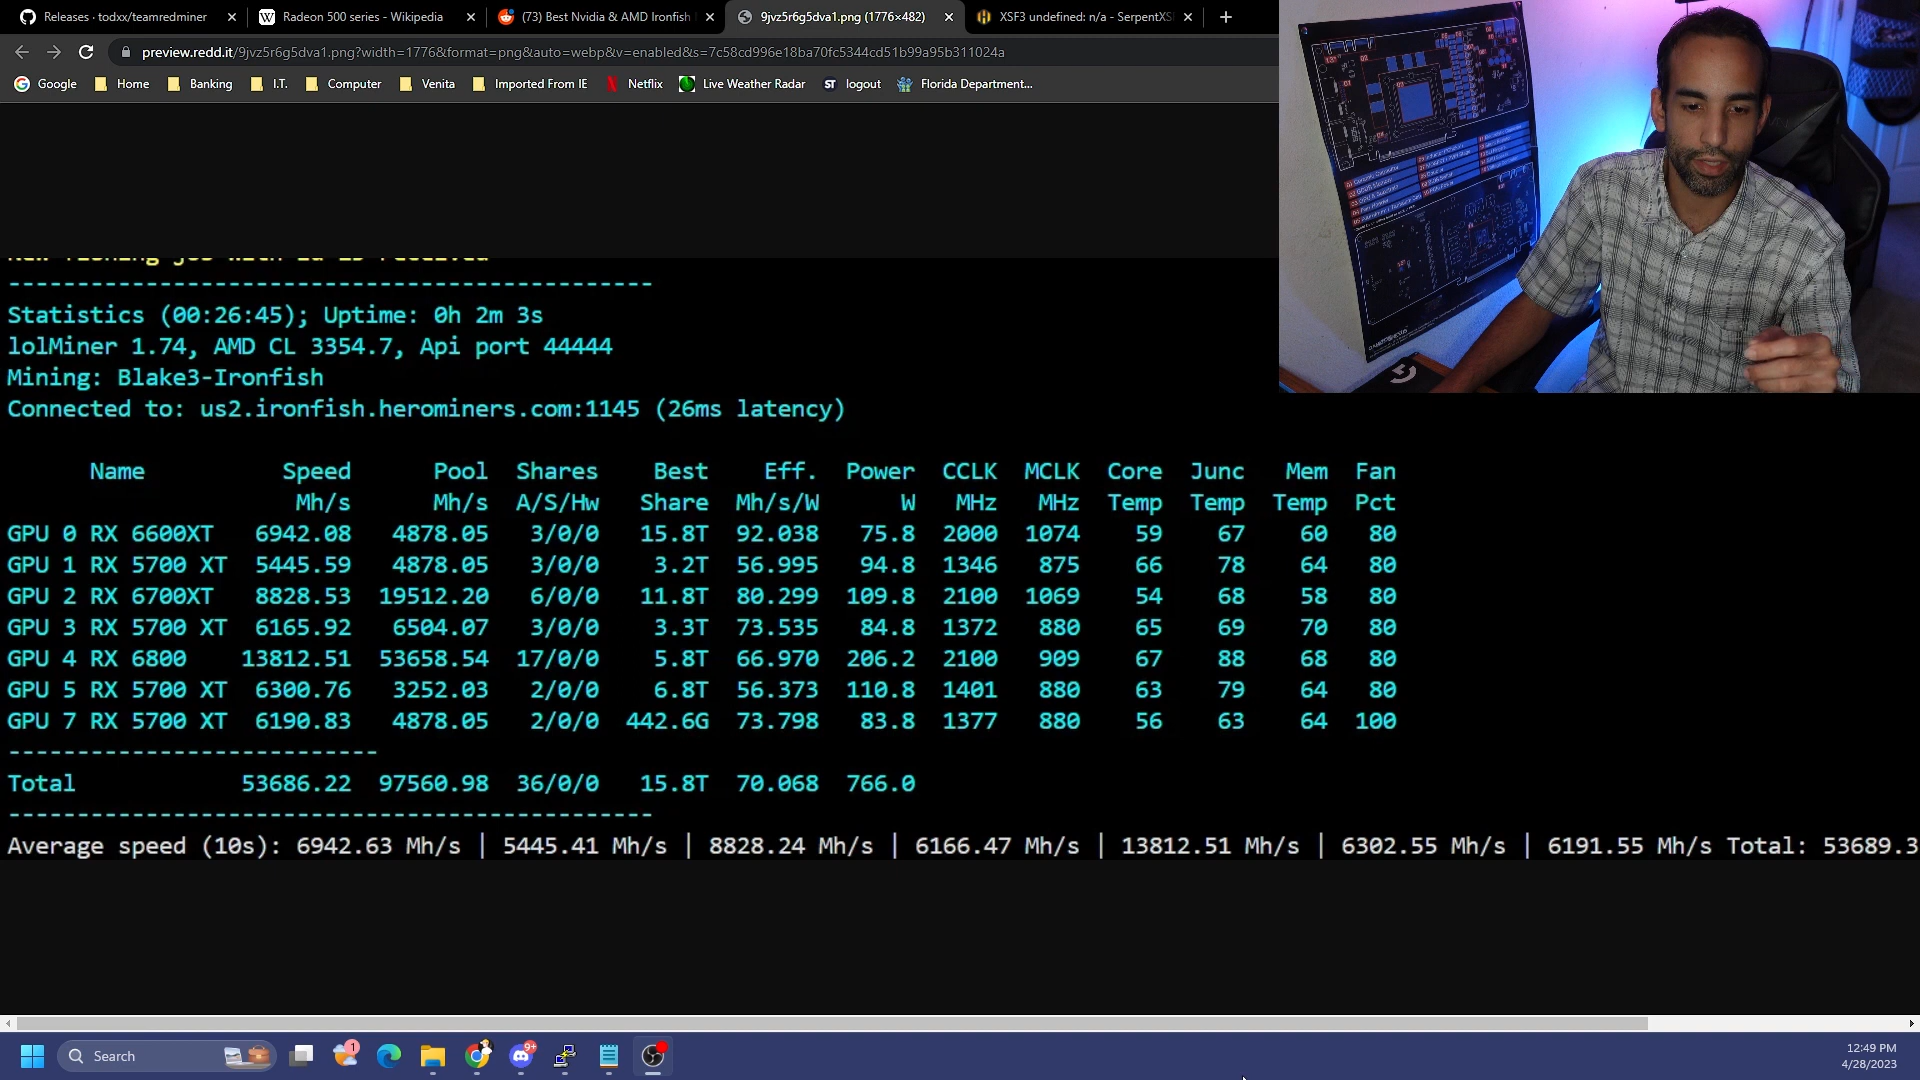 Releases · todxx/teamredminer
Radeon 500 series - Wikipedia
(73) Best Nvidia & AMD Ironfish
9jvz5r6g5dva1.png (1776×482)
XSF3 undefined: n/a - SerpentXS
preview.redd.it/9jvz5r6g5dva1.png?width=1776&format=png&auto=webp&v=enabled&s=7c58cd996e18ba70fc5344cd51b99a95b311024a
Google Home Banking I.T. Computer Venita Imported From IE Netflix Live Weather Radar ST logout Florida Department...
New fishing job with id 15 received
----------------------------------------------
Statistics (00:26:45); Uptime: 0h 2m 3s
lolMiner 1.74, AMD CL 3354.7, Api port 44444
Mining: Blake3-Ironfish
Connected to: us2.ironfish.herominers.com:1145 (26ms latency)
Name Speed Pool Shares Best Eff. Power CCLK MCLK Core Junc Mem Fan
Mh/s Mh/s A/S/Hw Share Mh/s/W W MHz MHz Temp Temp Temp Pct
GPU 0 RX 6600XT 6942.08 4878.05 3/0/0 15.8T 92.038 75.8 2000 1074 59 67 60 80
GPU 1 RX 5700 XT 5445.59 4878.05 3/0/0 3.2T 56.995 94.8 1346 875 66 78 64 80
GPU 2 RX 6700XT 8828.53 19512.20 6/0/0 11.8T 80.299 109.8 2100 1069 54 68 58 80
GPU 3 RX 5700 XT 6165.92 6504.07 3/0/0 3.3T 73.535 84.8 1372 880 65 69 70 80
GPU 4 RX 6800 13812.51 53658.54 17/0/0 5.8T 66.970 206.2 2100 909 67 88 68 80
GPU 5 RX 5700 XT 6300.76 3252.03 2/0/0 6.8T 56.373 110.8 1401 880 63 79 64 80
GPU 7 RX 5700 XT 6190.83 4878.05 2/0/0 442.6G 73.798 83.8 1377 880 56 63 64 100
---------------------------
Total 53686.22 97560.98 36/0/0 15.8T 70.068 766.0
----------------------------------------------
Average speed (10s): 6942.63 Mh/s | 5445.41 Mh/s | 8828.24 Mh/s | 6166.47 Mh/s | 13812.51 Mh/s | 6302.55 Mh/s | 6191.55 Mh/s Total: 53689.3
Search
1
9+
12:49 PM
4/28/2023